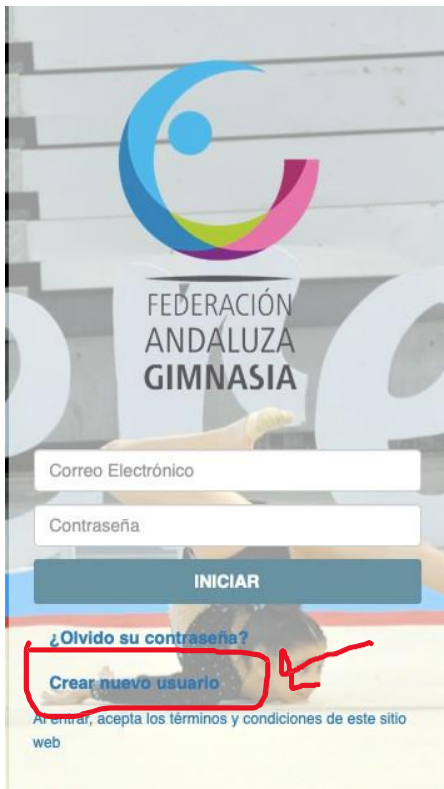 FEDERACIÓN
ANDALUZA
GIMNASIA
Correo Electrónico
Contraseña
INICIAR
¿Olvido su contraseña?
Crear nuevo usuario
Al entrar, acepta los términos y condiciones de este sitio
web